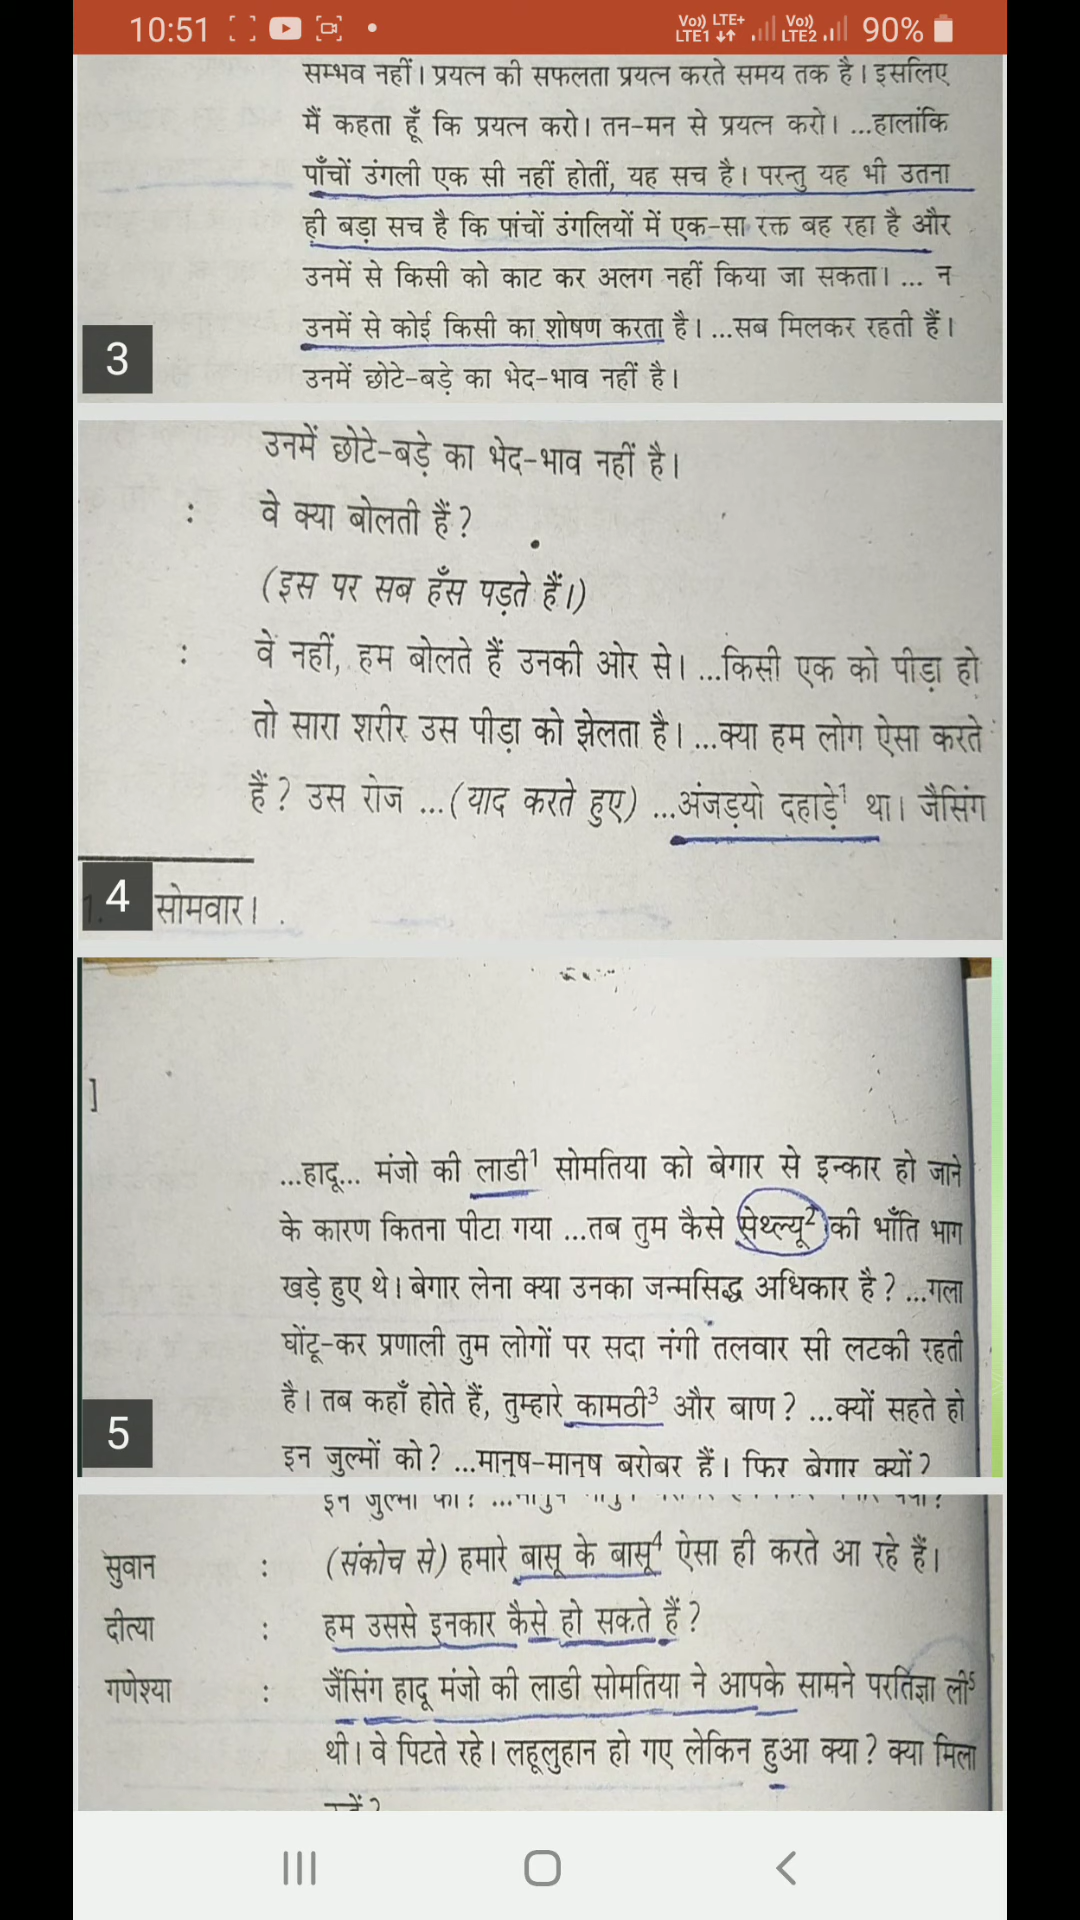 10:51
Vo)) LTE+ LTE1 Vo)) LTE2 90%
सम्भव नहीं। प्रयत्न की सफलता प्रयत्न करते समय तक है। इसलिए
मैं कहता हूँ कि प्रयत्न करो। तन-मन से प्रयत्न करो। ...हालांकि
पाँचों उंगली एक सी नहीं होतीं, यह सच है। परन्तु यह भी उतना
ही बड़ा सच है कि पांचों उंगलियों में एक-सा रक्त बह रहा है और
उनमें से किसी को काट कर अलग नहीं किया जा सकता। ... न
उनमें से कोई किसी का शोषण करता है। ...सब मिलकर रहती हैं।
3
उनमें छोटे-बड़े का भेद-भाव नहीं है।
उनमें छोटे-बड़े का भेद-भाव नहीं है।
: वे क्या बोलती हैं?
(इस पर सब हँस पड़ते हैं।)
: वे नहीं, हम बोलते हैं उनकी ओर से। ...किसी एक को पीड़ा हो
तो सारा शरीर उस पीड़ा को झेलता है। ...क्या हम लोग ऐसा करते
हैं? उस रोज ...(याद करते हुए) ...अंजड़यो दहाड़े¹ था। जैसिंग
4
1. सोमवार।
]
...हादू... मंजो की लाडी¹ सोमतिया को बेगार से इन्कार हो जाने
के कारण कितना पीटा गया ...तब तुम कैसे सेथ्ल्यू² की भाँति भाग
खड़े हुए थे। बेगार लेना क्या उनका जन्मसिद्ध अधिकार है? ...गला
घोंटू-कर प्रणाली तुम लोगों पर सदा नंगी तलवार सी लटकी रहती
है। तब कहाँ होते हैं, तुम्हारे कामठी³ और बाण? ...क्यों सहते हो
5
इन जुल्मों को? ...मानुष-मानुष बरोबर हैं। फिर बेगार क्यों?
सुवान : (संकोच से) हमारे बासू के बासू⁴ ऐसा ही करते आ रहे हैं।
दीत्या : हम उससे इनकार कैसे हो सकते हैं?
गणेश्या : जैंसिंग हादू मंजो की लाडी सोमतिया ने आपके सामने परतिज्ञा ली⁵
थी। वे पिटते रहे। लहूलुहान हो गए लेकिन हुआ क्या? क्या मिला